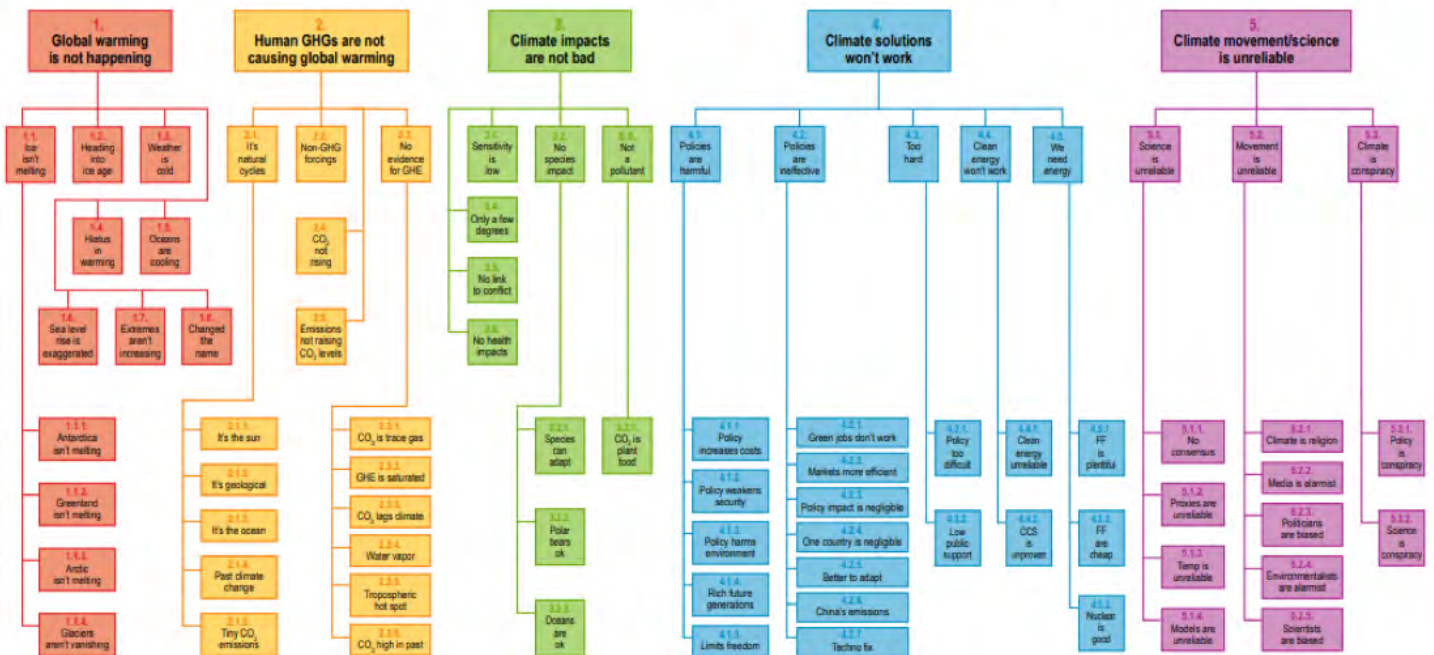 1.
Global warming
is not happening
1.1.
Ice
isn't
melting
1.2.
Heading
into
ice age
1.3.
Weather
is
cold
1.4.
Hiatus
in
warming
1.5.
Oceans
are
cooling
1.6.
Sea level
rise is
exaggerated
1.7.
Extremes
aren't
increasing
1.8.
Changed
the
name
1.1.1.
Antarctica
isn't melting
1.1.2.
Greenland
isn't melting
1.1.3.
Arctic
isn't melting
1.1.4.
Glaciers
aren't vanishing
2.
Human GHGs are not
causing global warming
2.1.
It's
natural
cycles
2.2.
Non-GHG
forcings
2.3.
No
evidence
for GHE
2.4.
CO₂
not
rising
2.5.
Emissions
not raising
CO₂ levels
2.1.1.
It's the sun
2.1.2.
It's geological
2.1.3.
It's the ocean
2.1.4.
Past climate
change
2.1.5.
Tiny CO₂
emissions
2.3.1.
CO₂ is trace gas
2.3.2.
GHE is saturated
2.3.3.
CO₂ lags climate
2.3.4.
Water vapor
2.3.5.
Tropospheric
hot spot
2.3.6.
CO₂ high in past
3.
Climate impacts
are not bad
3.1.
Sensitivity
is
low
3.2.
No
species
impact
3.3.
Not
a
pollutant
3.4.
Only a few
degrees
3.5.
No link
to conflict
3.6.
No health
impacts
3.2.1.
Species
can
adapt
3.2.2.
Polar
bears
ok
3.2.3.
Oceans
are
ok
CO₂ is
plant
food
4.
Climate solutions
won't work
4.1.
Policies
are
harmful
4.2.
Policies
are
ineffective
4.3.
Too
hard
4.4.
Clean
energy
won't work
4.5.
We
need
energy
4.1.1
Policy
increases costs
4.1.2.
Policy weakens
security
4.1.3.
Policy harms
environment
4.1.4.
Rich future
generations
4.1.5.
Limits freedom
4.2.1.
Green jobs don't work
4.2.2.
Markets more efficient
4.2.3.
Policy impact is negligible
4.2.4.
One country is negligible
4.2.5.
Better to adapt
4.2.6.
China's emissions
4.2.7.
Techno fix
Policy
too
difficult
4.3.2.
Low
public
support
4.4.1.
Clean
energy
unreliable
4.4.2.
CCS
is
unproven
4.5.1
FF
is
plentiful
4.5.2.
FF
are
cheap
4.5.3.
Nuclear
is
good
5.
Climate movement/science
is unreliable
5.1.
Science
is
unreliable
5.2.
Movement
is
unreliable
5.3.
Climate
is
conspiracy
5.1.1.
No
consensus
5.1.2.
Proxies are
unreliable
5.1.3.
Temp is
unreliable
5.1.4.
Models are
unreliable
5.2.1.
Climate is religion
5.2.2.
Media is alarmist
5.2.3.
Politicians
are biased
5.2.4.
Environmentalists
are alarmist
5.2.5.
Scientists
are biased
Policy
is
conspiracy
5.3.2.
Science
is
conspiracy